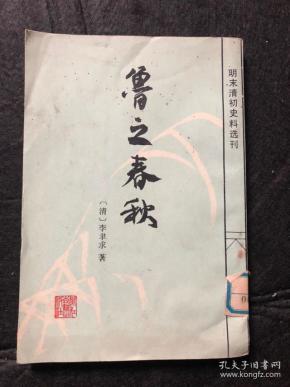 魯之春秋
〔清〕李聿求 著
明末清初史料选刊
孔夫子旧书网